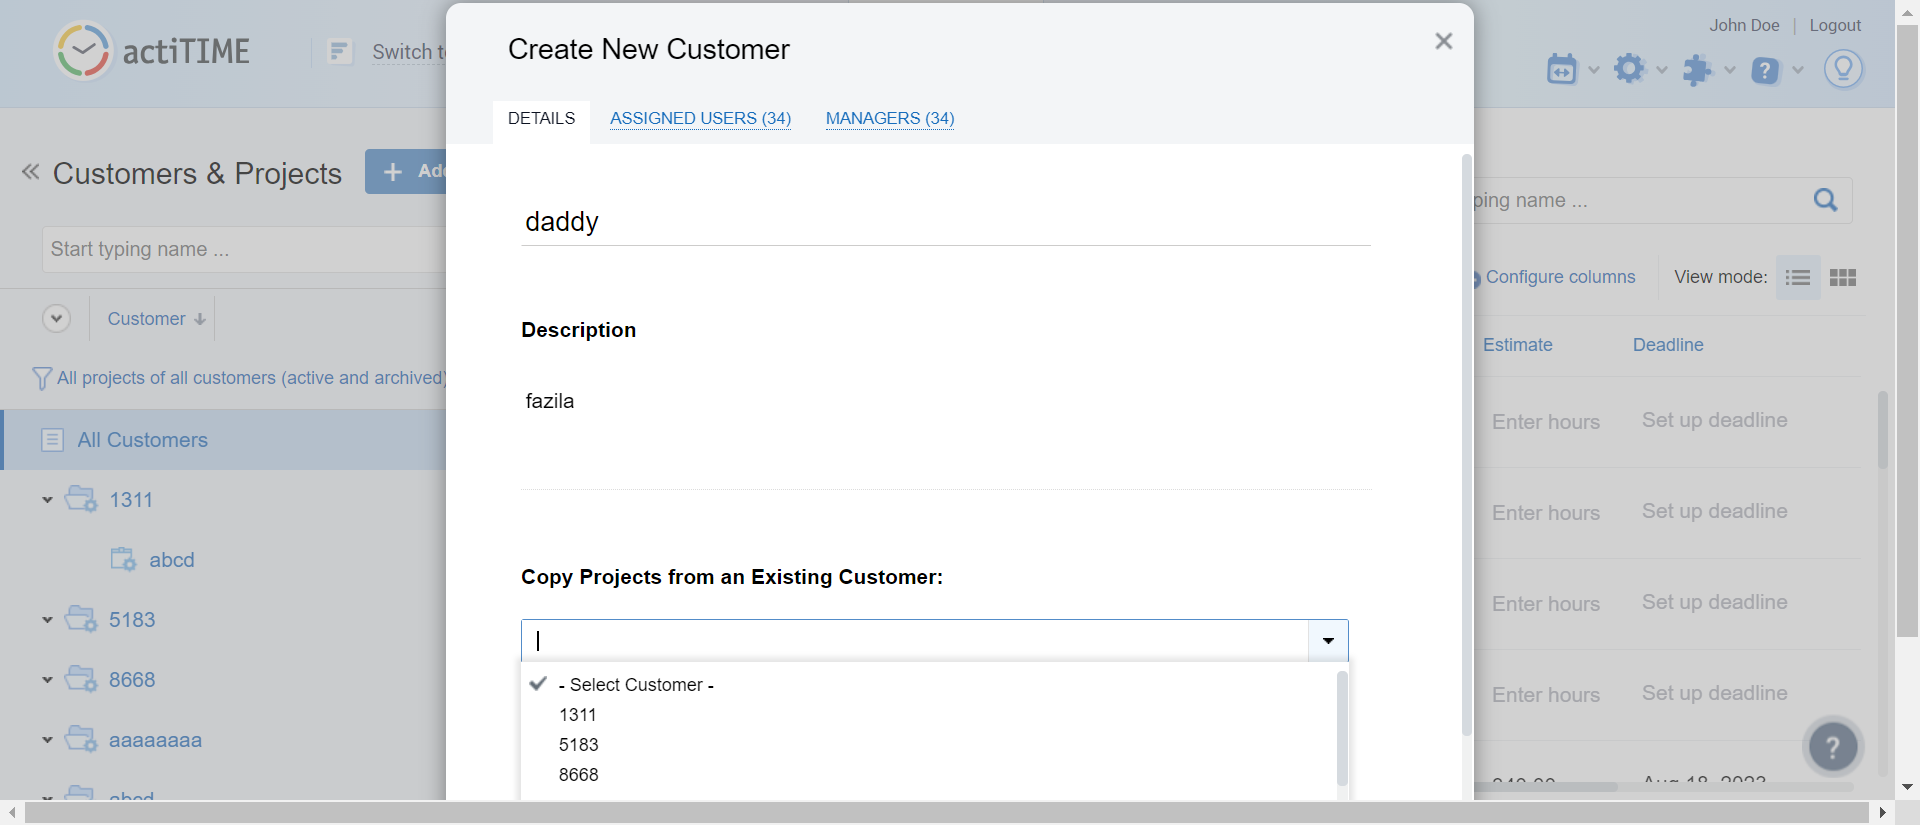 actiTIME
Switch t
John Doe | Logout
Create New Customer
DETAILS
ASSIGNED USERS (34)
MANAGERS (34)
Customers & Projects
Ad
ping name ...
daddy
Start typing name ...
Configure columns
View mode:
Customer
Description
Estimate
Deadline
All projects of all customers (active and archived)
fazila
Enter hours
Set up deadline
All Customers
1311
Enter hours
Set up deadline
abcd
Copy Projects from an Existing Customer:
Enter hours
Set up deadline
5183
8668
- Select Customer -
1311
5183
8668
Enter hours
Set up deadline
aaaaaaaa
abcd
Aug 18, 2023